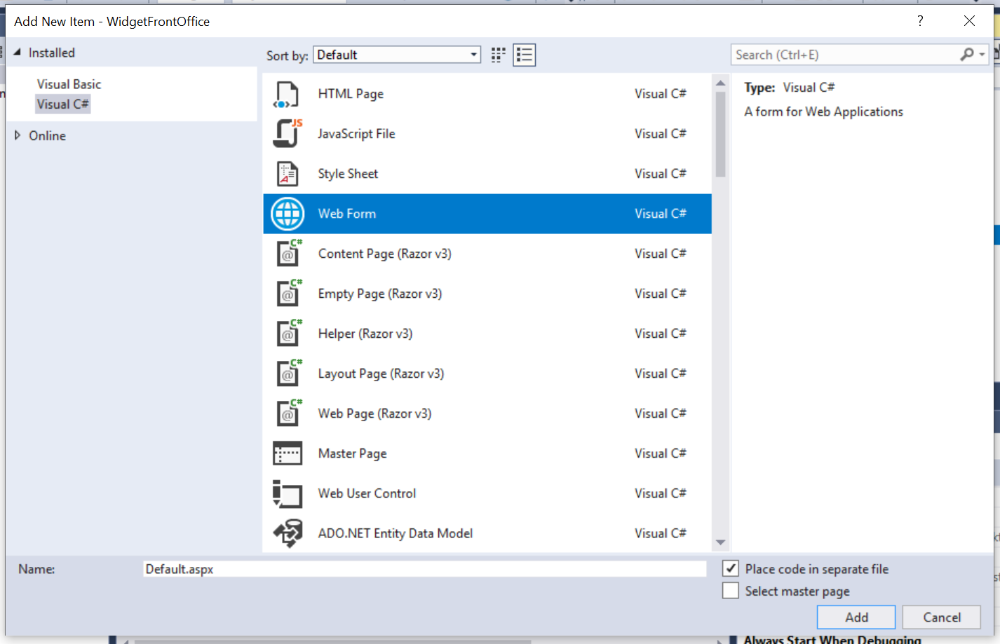 Add New Item - WidgetFrontOffice
?
Installed
Visual Basic
Visual C#
Online
Sort by: Default
Search (Ctrl+E)
HTML Page Visual C#
JS
JavaScript File Visual C#
A
Style Sheet Visual C#
Web Form Visual C#
C#
@
Content Page (Razor v3) Visual C#
C#
@
Empty Page (Razor v3) Visual C#
C#
@
Helper (Razor v3) Visual C#
C#
@
Layout Page (Razor v3) Visual C#
C#
@
Web Page (Razor v3) Visual C#
Master Page Visual C#
Web User Control Visual C#
ADO.NET Entity Data Model Visual C#
Type: Visual C#
A form for Web Applications
Name: Default.aspx
Place code in separate file
Select master page
Add Cancel
Always Start When Debugging